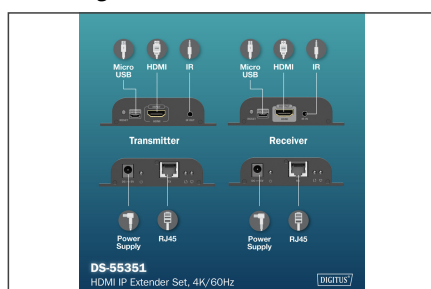 Micro
USB
HDMI
IR
Micro
USB
HDMI
IR
Transmitter
Receiver
Power
Supply
RJ45
Power
Supply
RJ45
DS-55351
HDMI IP Extender Set, 4K/60Hz
DIGITUS